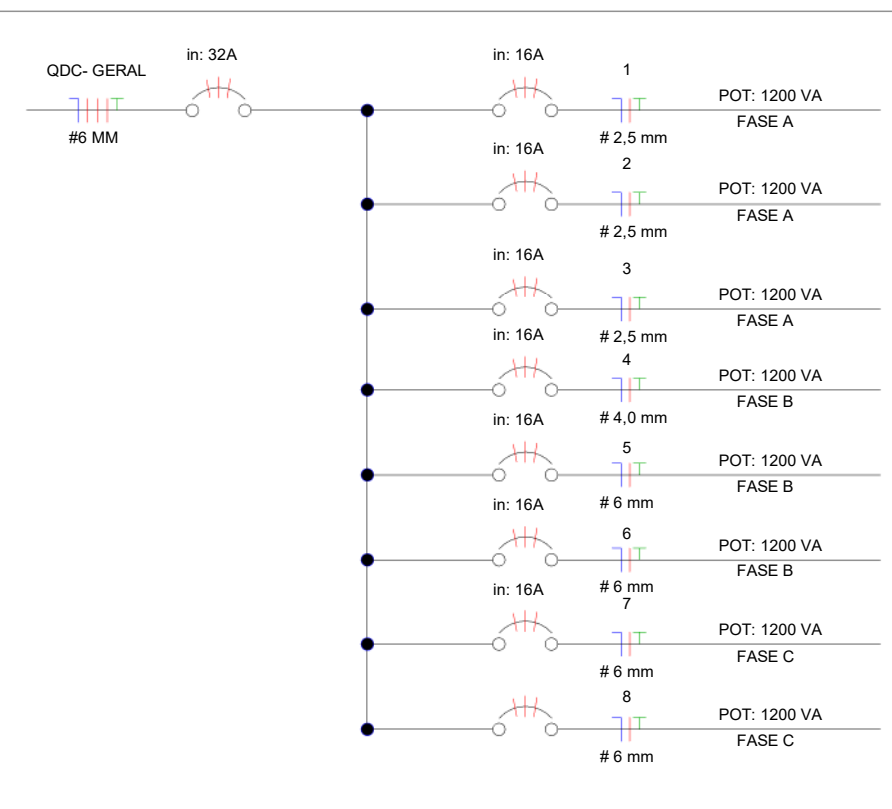 QDC- GERAL
in: 32A
#6 MM
in: 16A
1
# 2,5 mm
POT: 1200 VA
FASE A
in: 16A
2
# 2,5 mm
POT: 1200 VA
FASE A
in: 16A
3
# 2,5 mm
POT: 1200 VA
FASE A
in: 16A
4
# 4,0 mm
POT: 1200 VA
FASE B
in: 16A
5
# 6 mm
POT: 1200 VA
FASE B
in: 16A
6
# 6 mm
POT: 1200 VA
FASE B
in: 16A
7
# 6 mm
POT: 1200 VA
FASE C
8
# 6 mm
POT: 1200 VA
FASE C